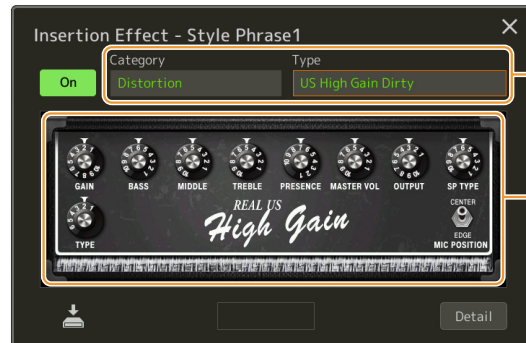 Insertion Effect - Style Phrase1
Category
Type
On
Distortion
US High Gain Dirty
GAIN
BASS
MIDDLE
TREBLE
PRESENCE
MASTER VOL
OUTPUT
SP TYPE
REAL US
High Gain
CENTER
EDGE
TYPE
MIC POSITION
Detail